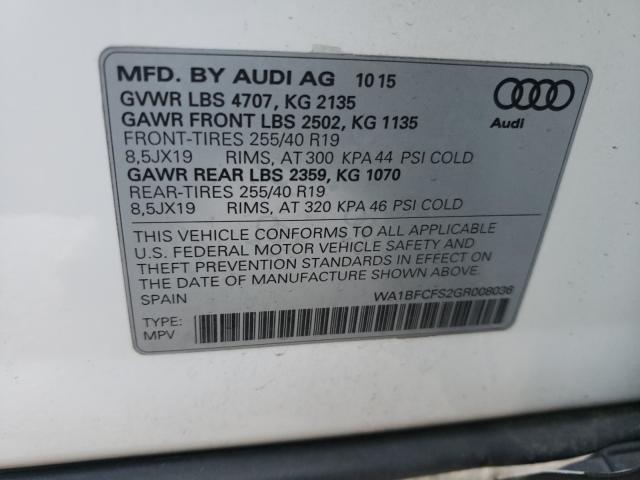 MFD. BY AUDI AG 10 15
GVWR LBS 4707, KG 2135
GAWR FRONT LBS 2502, KG 1135
FRONT-TIRES 255/40 R19
8,5JX19 RIMS, AT 300 KPA 44 PSI COLD
GAWR REAR LBS 2359, KG 1070
REAR-TIRES 255/40 R19
8,5JX19 RIMS, AT 320 KPA 46 PSI COLD
Audi
THIS VEHICLE CONFORMS TO ALL APPLICABLE
U.S. FEDERAL MOTOR VEHICLE SAFETY AND
THEFT PREVENTION STANDARDS IN EFFECT ON
THE DATE OF MANUFACTURE SHOWN ABOVE.
SPAIN WA1BFCFS2GR008036
TYPE:
MPV